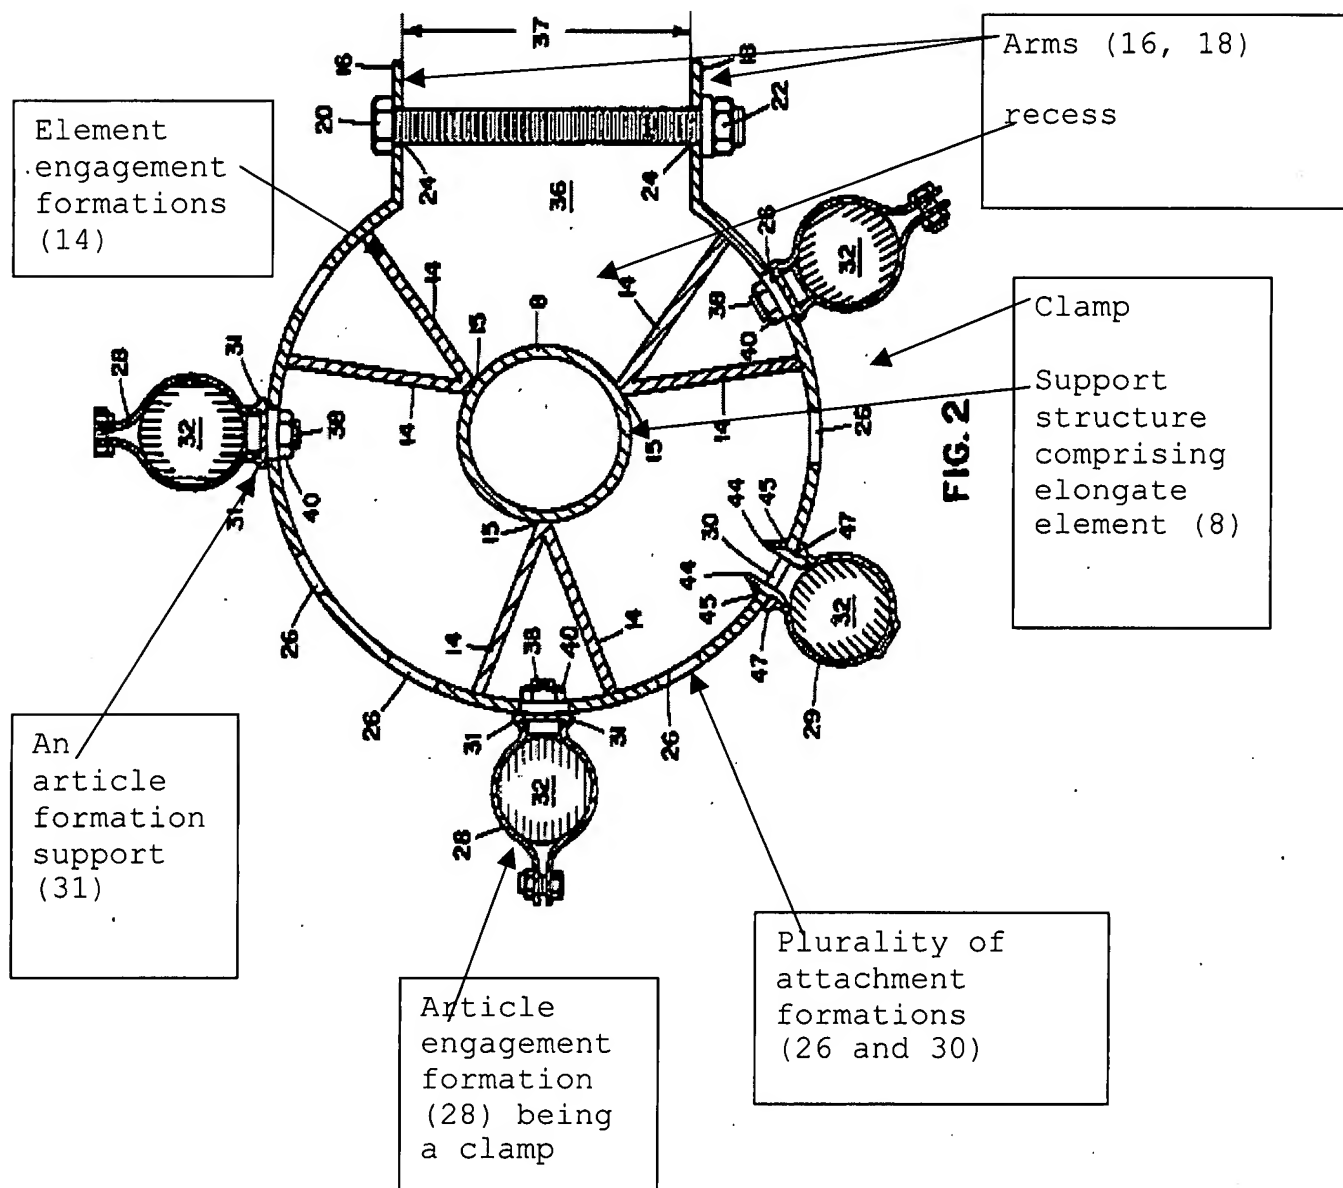 37
16
18
20
22
24
24
36
Arms (16, 18)
recess
Element
engagement
formations
(14)
14
14
15
8
14
15
14
15
14
14
26
38
40
32
28
31
32
38
40
31
Clamp
Support
structure
comprising
elongate
element (8)
26
FIG. 2
44
45
30
44
45
47
47
32
29
26
26
26
38
40
31
31
32
28
An
article
formation
support
(31)
Article
engagement
formation
(28) being
a clamp
Plurality of
attachment
formations
(26 and 30)